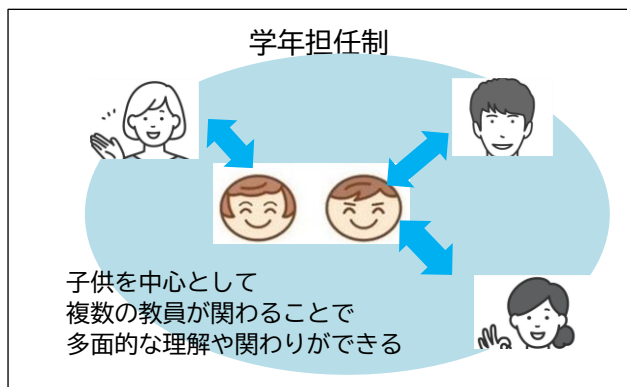 学年担任制
子供を中心として
複数の教員が関わることで
多面的な理解や関わりができる